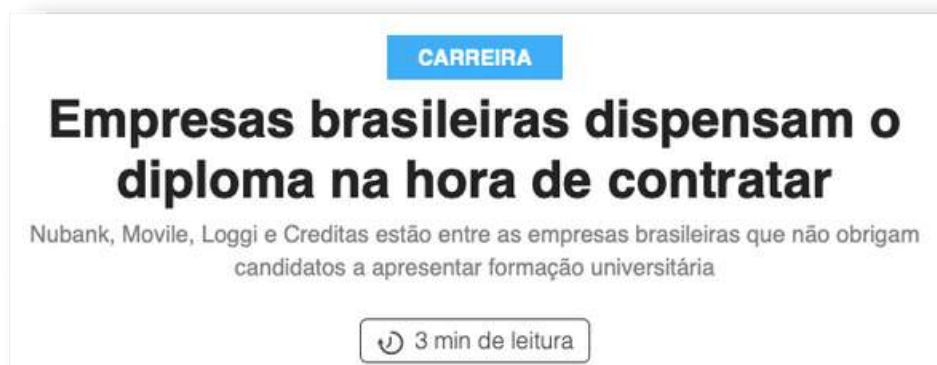 CARREIRA
Empresas brasileiras dispensam o
diploma na hora de contratar
Nubank, Movile, Loggi e Creditas estão entre as empresas brasileiras que não obrigam
candidatos a apresentar formação universitária
3 min de leitura